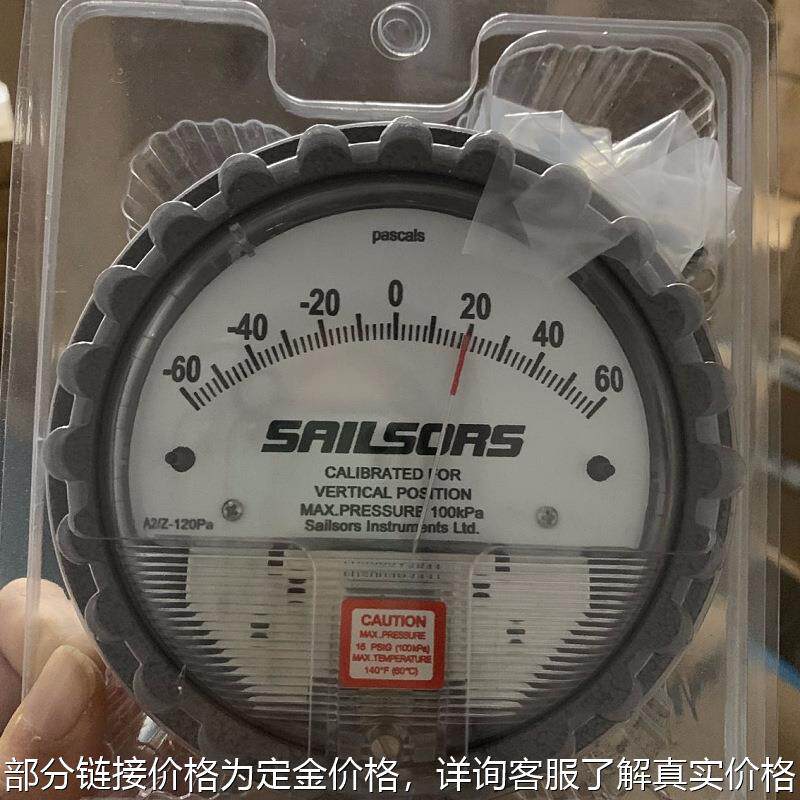 pascals
-60 -40 -20 0 20 40 60
SAILSORS
CALIBRATED FOR
VERTICAL POSITION
MAX.PRESSURE 100kPa
Sailsors Instruments Ltd.
A2/Z-120Pa
CAUTION
MAX.PRESSURE
15 PSIG (100kPa)
MAX.TEMPERATURE
140°F (60°C)
部分链接价格为定金价格，详询客服了解真实价格